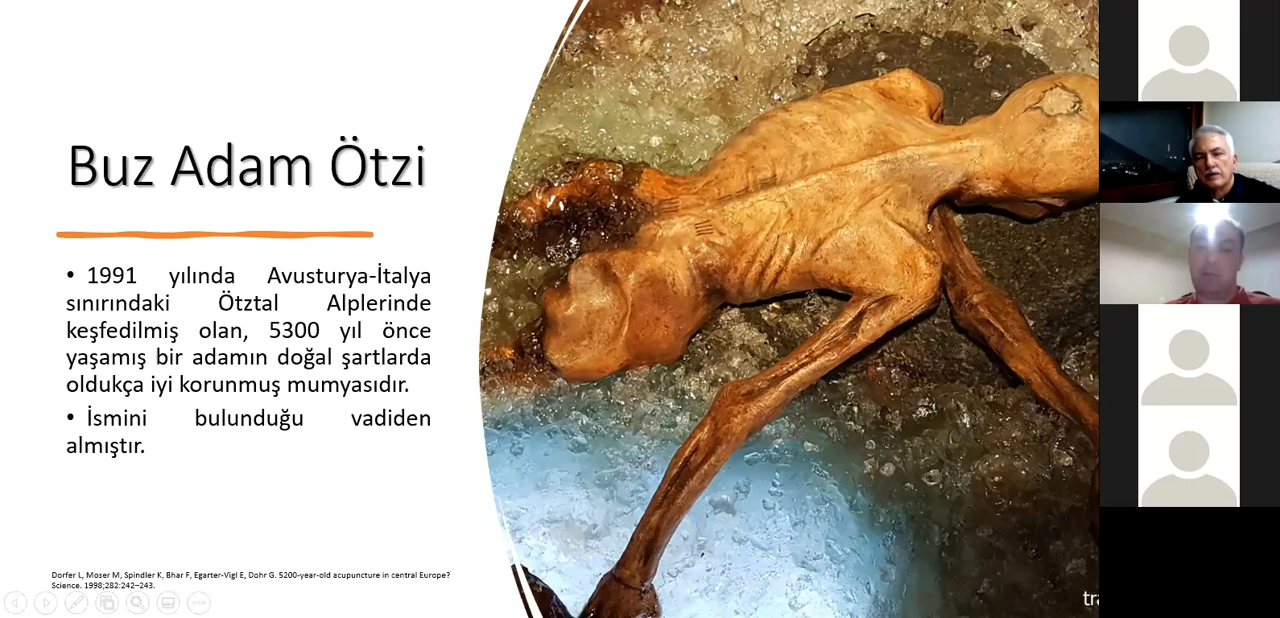 Buz Adam Ötzi
• 1991 yılında Avusturya-İtalya
sınırındaki Ötztal Alplerinde
keşfedilmiş olan, 5300 yıl önce
yaşamış bir adamın doğal şartlarda
oldukça iyi korunmuş mumyasıdır.
• İsmini bulunduğu vadiden
almıştır.
Dorfer L, Moser M, Spindler K, Bhar F, Egarter-Vigl E, Dohr G. 5200-year-old acupuncture in central Europe?
Science. 1998;282:242–243.